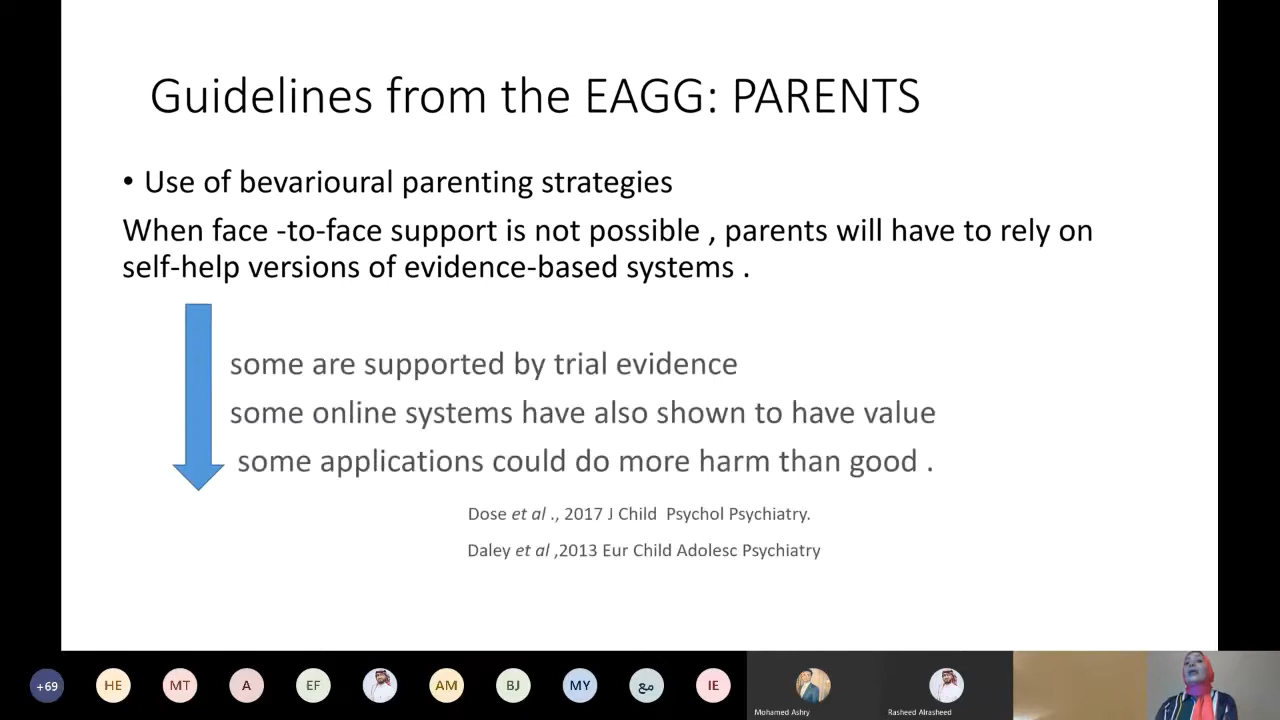 Guidelines from the EAGG: PARENTS
• Use of bevarioural parenting strategies
When face -to-face support is not possible , parents will have to rely on
self-help versions of evidence-based systems .
some are supported by trial evidence
some online systems have also shown to have value
some applications could do more harm than good .
Dose et al ., 2017 J Child Psychol Psychiatry.
Daley et al ,2013 Eur Child Adolesc Psychiatry
+69 HE MT A EF AM BJ MY مع IE
Mohamed Ashry Rasheed Alrasheed